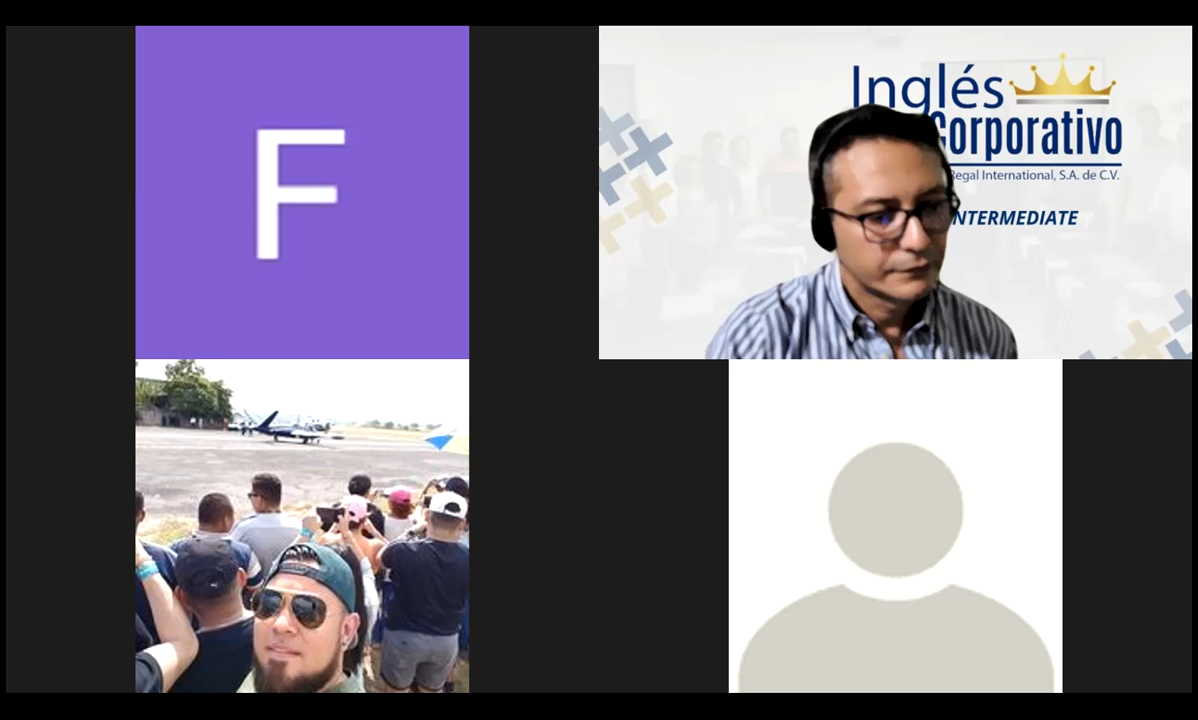 F
Inglés
Corporativo
Regal International, S.A. de C.V.
INTERMEDIATE